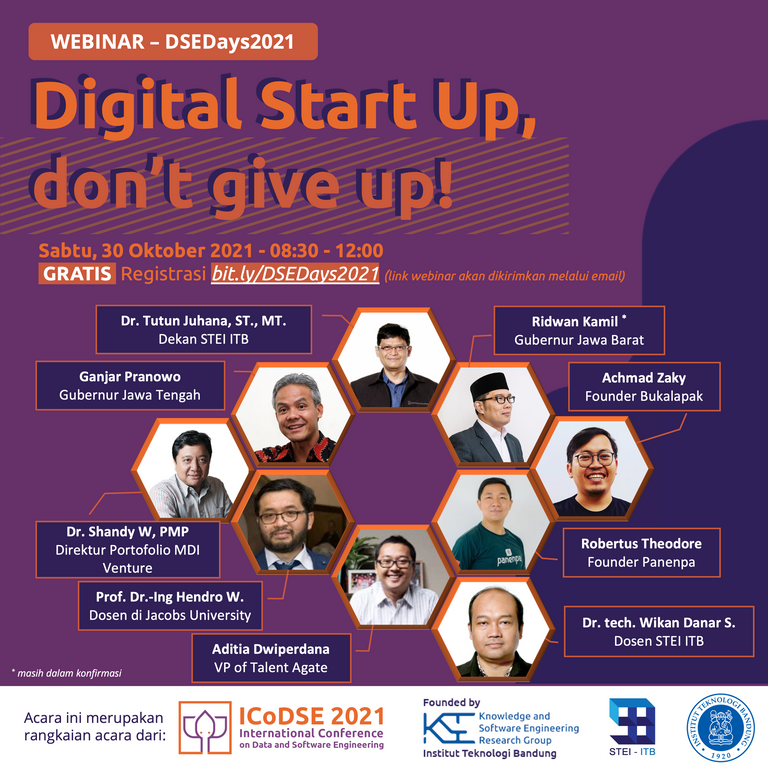 WEBINAR – DSEDays2021
Digital Start Up,
don't give up!
Sabtu, 30 Oktober 2021 - 08:30 - 12:00
GRATIS Registrasi bit.ly/DSEDays2021 (link webinar akan dikirimkan melalui email)
Dr. Tutun Juhana, ST., MT.
Dekan STEI ITB
Ridwan Kamil *
Gubernur Jawa Barat
Ganjar Pranowo
Gubernur Jawa Tengah
Achmad Zaky
Founder Bukalapak
panenpa
Dr. Shandy W, PMP
Direktur Portofolio MDI
Venture
Robertus Theodore
Founder Panenpa
Prof. Dr.-Ing Hendro W.
Dosen di Jacobs University
Dr. tech. Wikan Danar S.
Dosen STEI ITB
Aditia Dwiperdana
VP of Talent Agate
* masih dalam konfirmasi
Acara ini merupakan
rangkaian acara dari:
ICoDSE 2021
International Conference
on Data and Software Engineering
Founded by
KSE Knowledge and
Software Engineering
Research Group
Institut Teknologi Bandung
STEI - ITB
INSTITUT TEKNOLOGI BANDUNG
1920